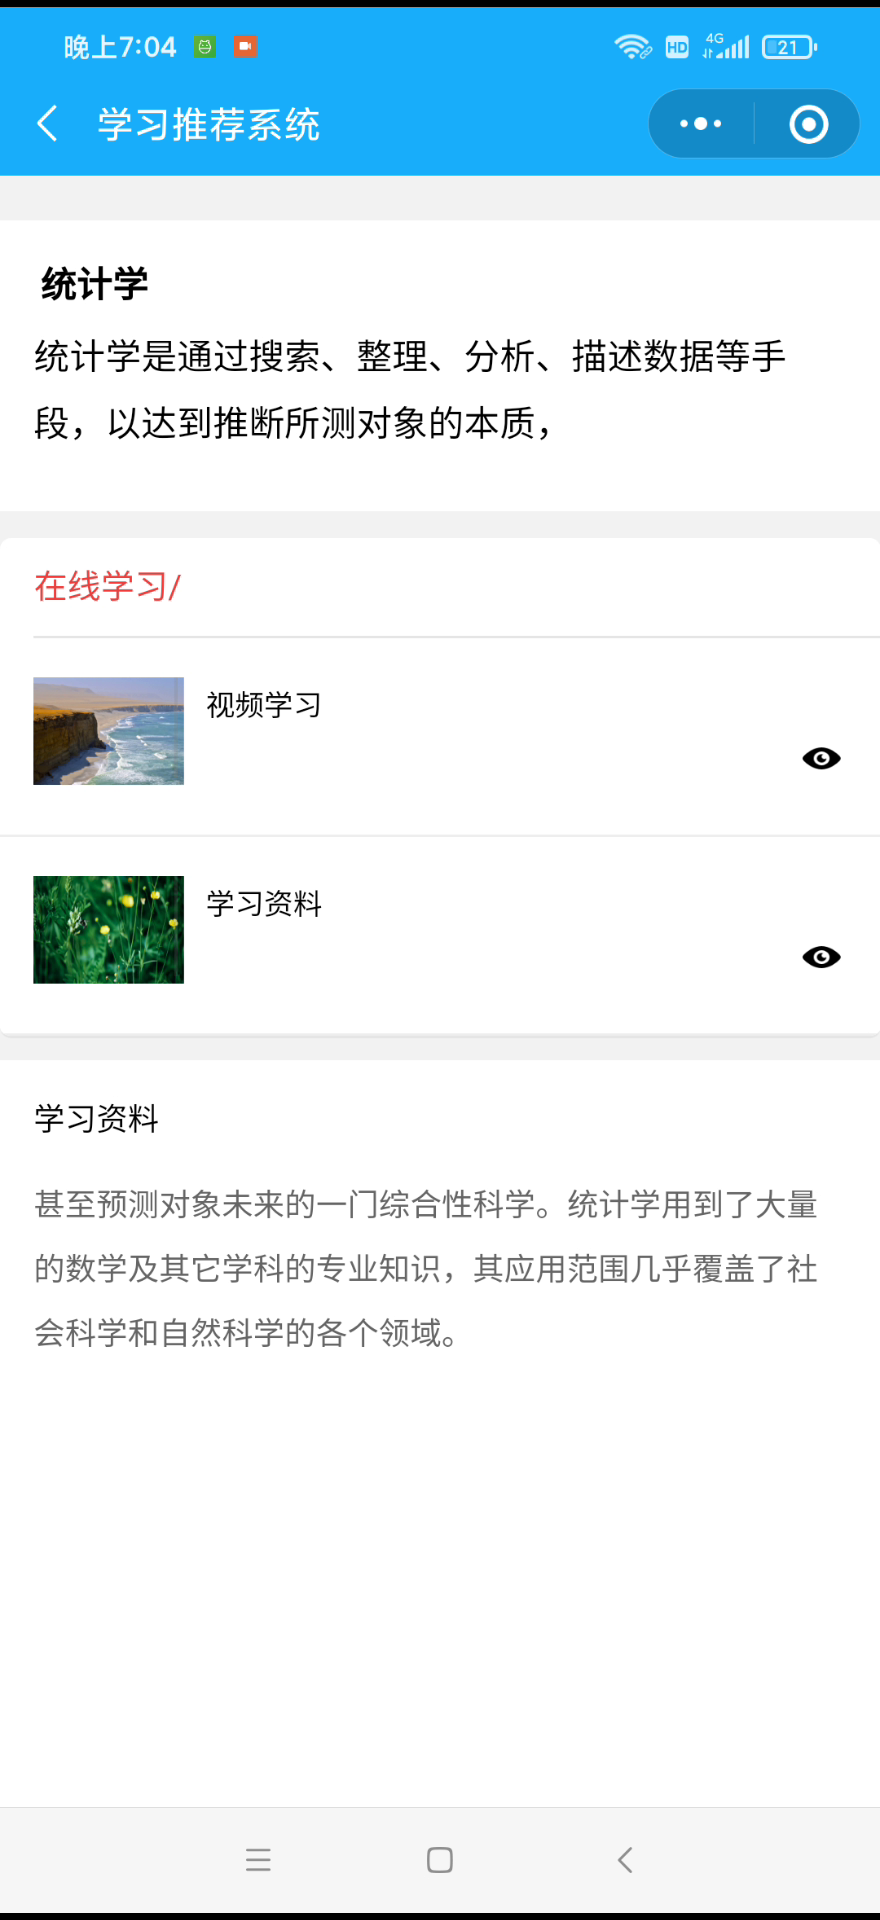 晚上7:04
HD
4G
21
学习推荐系统
统计学
统计学是通过搜索、整理、分析、描述数据等手
段，以达到推断所测对象的本质，
在线学习/
视频学习
学习资料
学习资料
甚至预测对象未来的一门综合性科学。统计学用到了大量
的数学及其它学科的专业知识，其应用范围几乎覆盖了社
会科学和自然科学的各个领域。